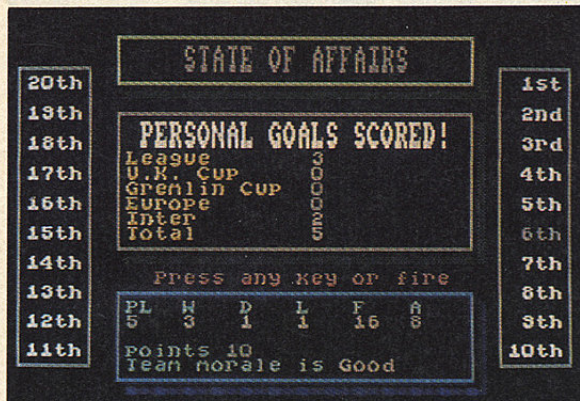 STATE OF AFFAIRS
20th
19th
18th
17th
16th
15th
14th
13th
12th
11th
PERSONAL GOALS SCORED!
League 3
U.K. Cup 0
Gremlin Cup 0
Europe 0
Inter 2
Total 5
Press any key or fire
PL W D L F A
5 3 1 1 16 8
points 10
Team morale is Good
1st
2nd
3rd
4th
5th
6th
7th
8th
9th
10th